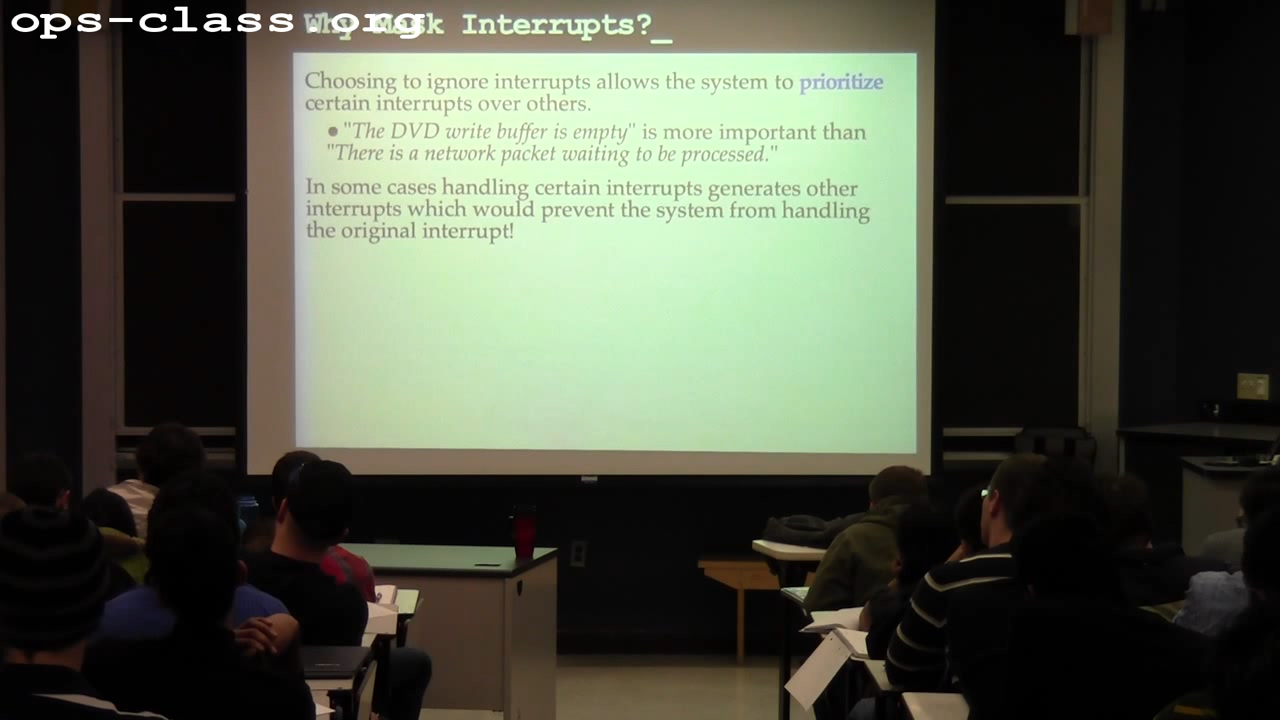 ops-class.org
Why Mask Interrupts?_
Choosing to ignore interrupts allows the system to prioritize
certain interrupts over others.
● "The DVD write buffer is empty" is more important than
"There is a network packet waiting to be processed."
In some cases handling certain interrupts generates other
interrupts which would prevent the system from handling
the original interrupt!